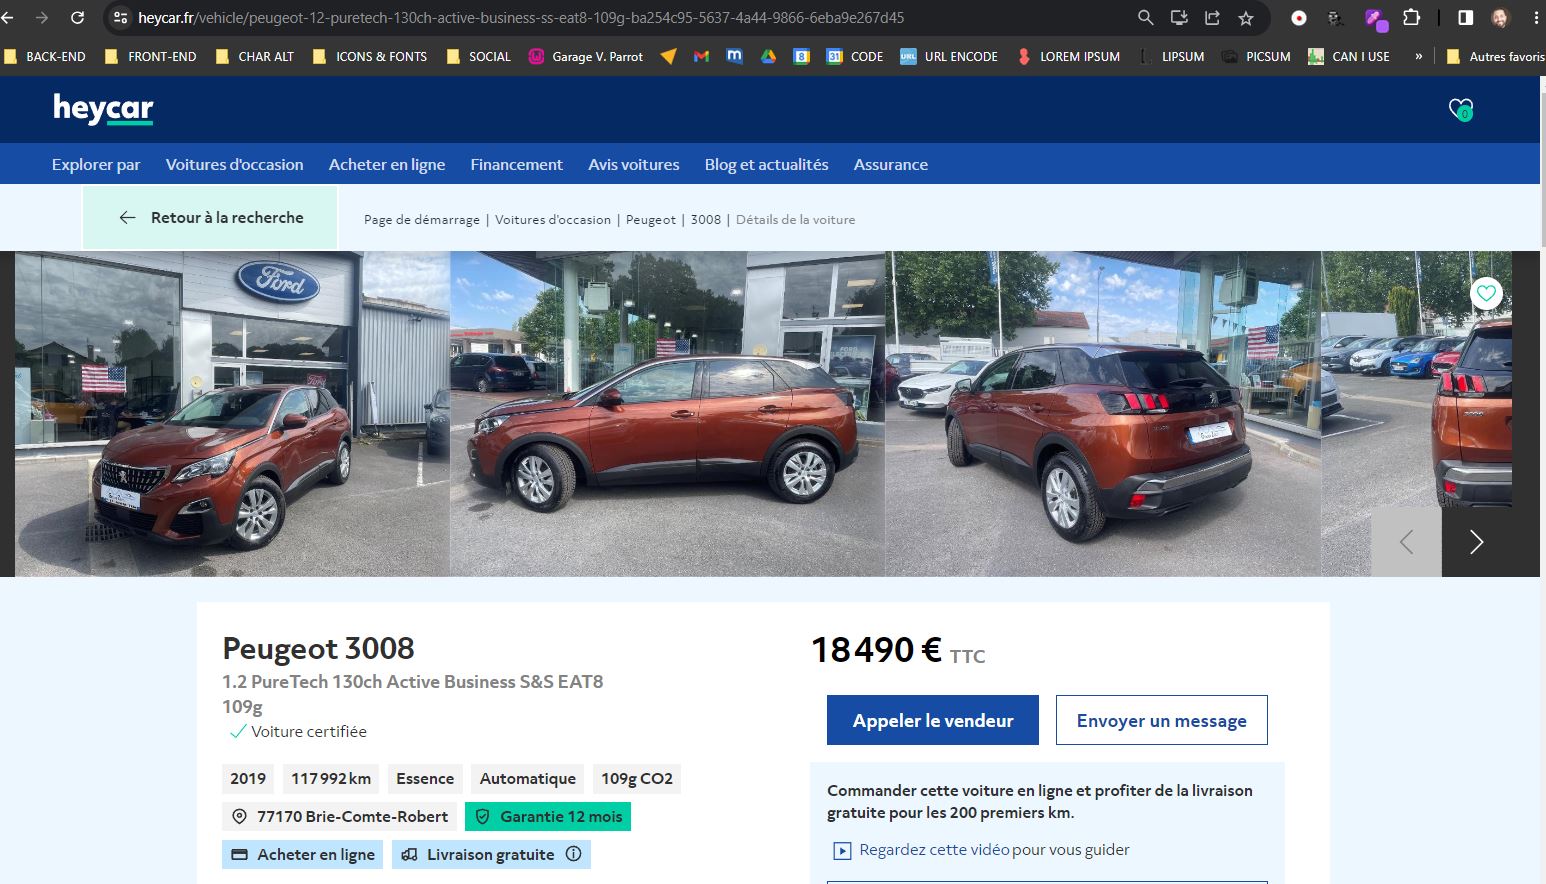 heycar.fr/vehicle/peugeot-12-puretech-130ch-active-business-ss-eat8-109g-ba254c95-5637-4a44-9866-6eba9e267d45
BACK-END FRONT-END CHAR ALT ICONS & FONTS SOCIAL Garage V. Parrot 8 31 CODE URL URL ENCODE LOREM IPSUM LIPSUM PICSUM CAN I USE » Autres favoris
heycar
0
Explorer par Voitures d'occasion Acheter en ligne Financement Avis voitures Blog et actualités Assurance
Retour à la recherche
Page de démarrage | Voitures d'occasion | Peugeot | 3008 | Détails de la voiture
Ford
Ford
FORD
Peugeot 3008
1.2 PureTech 130ch Active Business S&S EAT8
109g
Voiture certifiée
2019 117 992 km Essence Automatique 109g CO2
77170 Brie-Comte-Robert Garantie 12 mois
Acheter en ligne Livraison gratuite
18 490 € TTC
Appeler le vendeur Envoyer un message
Commander cette voiture en ligne et profiter de la livraison
gratuite pour les 200 premiers km.
Regardez cette vidéo pour vous guider